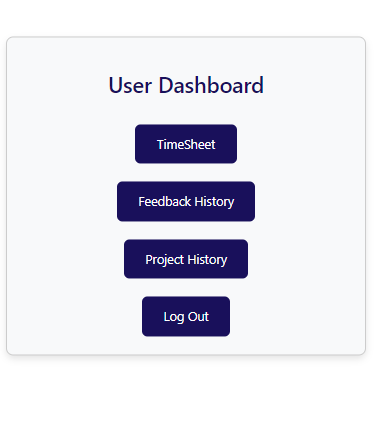 User Dashboard
TimeSheet
Feedback History
Project History
Log Out